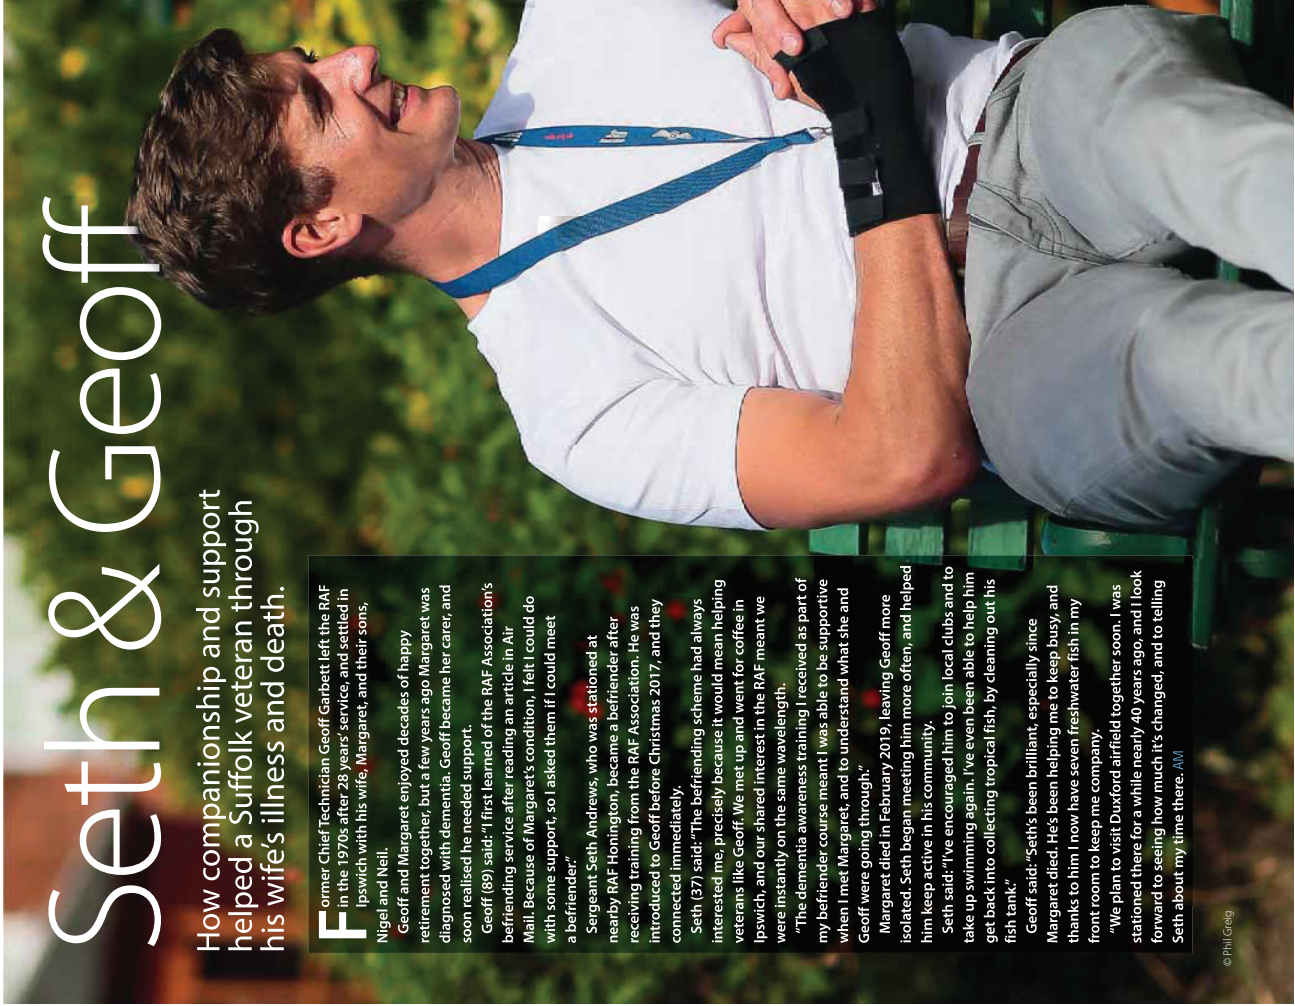 Seth & Geoff
How companionship and support
helped a Suffolk veteran through
his wife’s illness and death.
Former Chief Technician Geoff Garbett left the RAF
in the 1970s after 28 years’ service, and settled in
Ipswich with his wife, Margaret, and their sons,
Nigel and Neil.
Geoff and Margaret enjoyed decades of happy
retirement together, but a few years ago Margaret was
diagnosed with dementia. Geoff became her carer, and
soon realised he needed support.
Geoff (89) said: “I first learned of the RAF Association’s
befriending service after reading an article in Air
Mail. Because of Margaret’s condition, I felt I could do
with some support, so I asked them if I could meet
a befriender.”
Sergeant Seth Andrews, who was stationed at
nearby RAF Honington, became a befriender after
receiving training from the RAF Association. He was
introduced to Geoff before Christmas 2017, and they
connected immediately.
Seth (37) said: “The befriending scheme had always
interested me, precisely because it would mean helping
veterans like Geoff. We met up and went for coffee in
Ipswich, and our shared interest in the RAF meant we
were instantly on the same wavelength.
“The dementia awareness training I received as part of
my befriender course meant I was able to be supportive
when I met Margaret, and to understand what she and
Geoff were going through.”
Margaret died in February 2019, leaving Geoff more
isolated. Seth began meeting him more often, and helped
him keep active in his community.
Seth said: “I’ve encouraged him to join local clubs and to
take up swimming again. I’ve even been able to help him
get back into collecting tropical fish, by cleaning out his
fish tank.”
Geoff said: “Seth’s been brilliant, especially since
Margaret died. He’s been helping me to keep busy, and
thanks to him I now have seven freshwater fish in my
front room to keep me company.
“We plan to visit Duxford airfield together soon. I was
stationed there for a while nearly 40 years ago, and I look
forward to seeing how much it’s changed, and to telling
Seth about my time there. AM
© Phil Greig